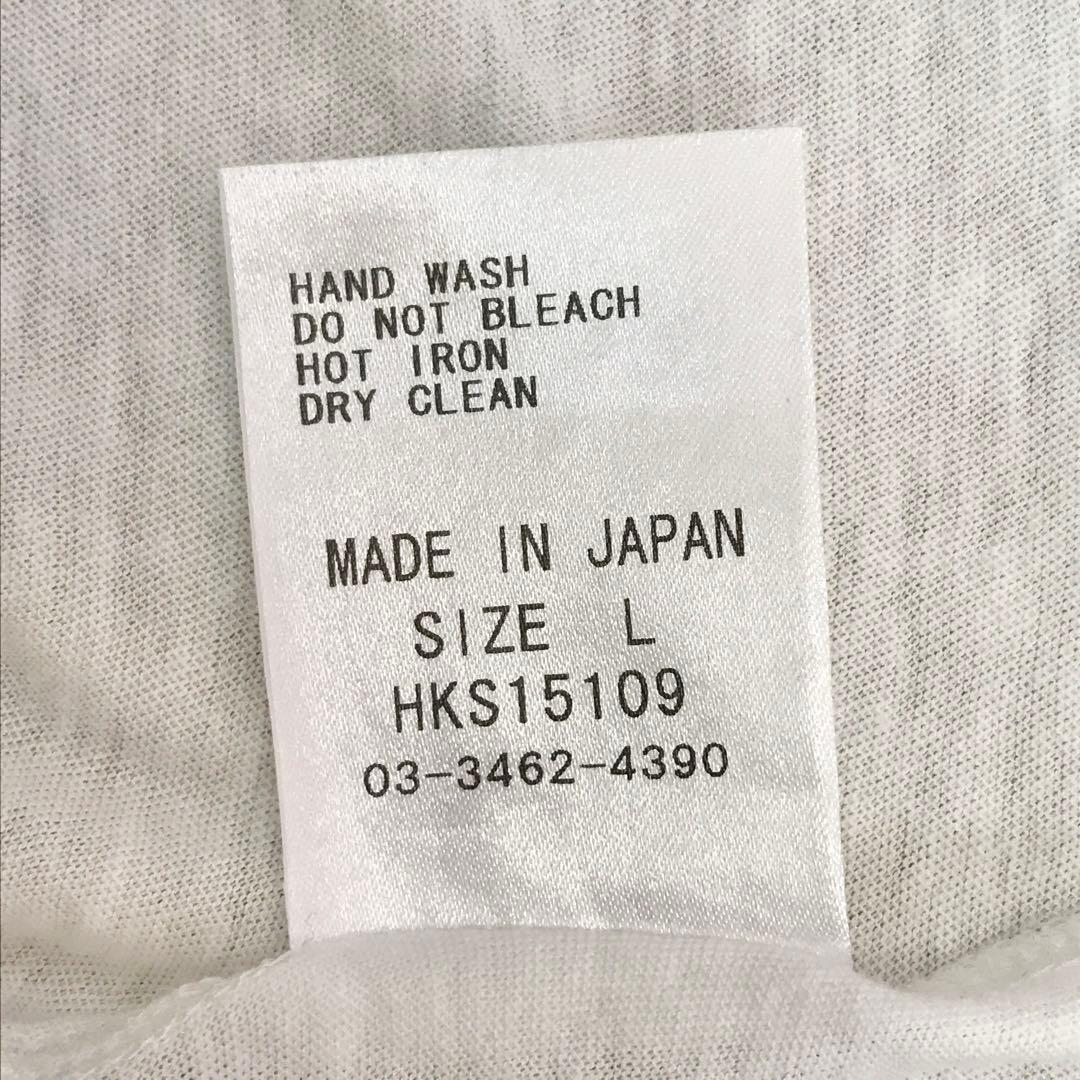 HAND WASH
DO NOT BLEACH
HOT IRON
DRY CLEAN
MADE IN JAPAN
SIZE L
HKS15109
03-3462-4390